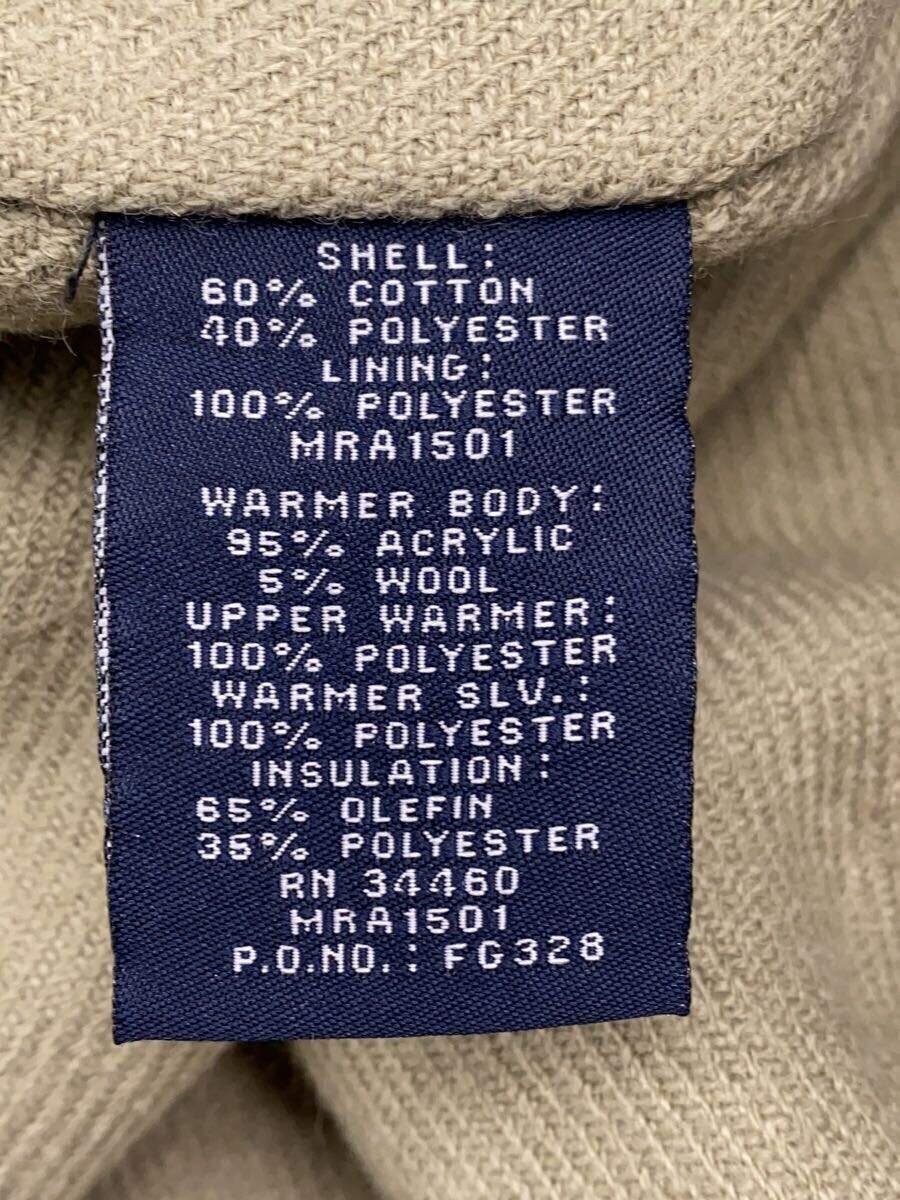 SHELL:
60% COTTON
40% POLYESTER
LINING:
100% POLYESTER
MRA1501
WARMER BODY:
95% ACRYLIC
5% WOOL
UPPER WARMER:
100% POLYESTER
WARMER SLV.:
100% POLYESTER
INSULATION:
65% OLEFIN
35% POLYESTER
RN 34460
MRA1501
P.O.NO.: FG328